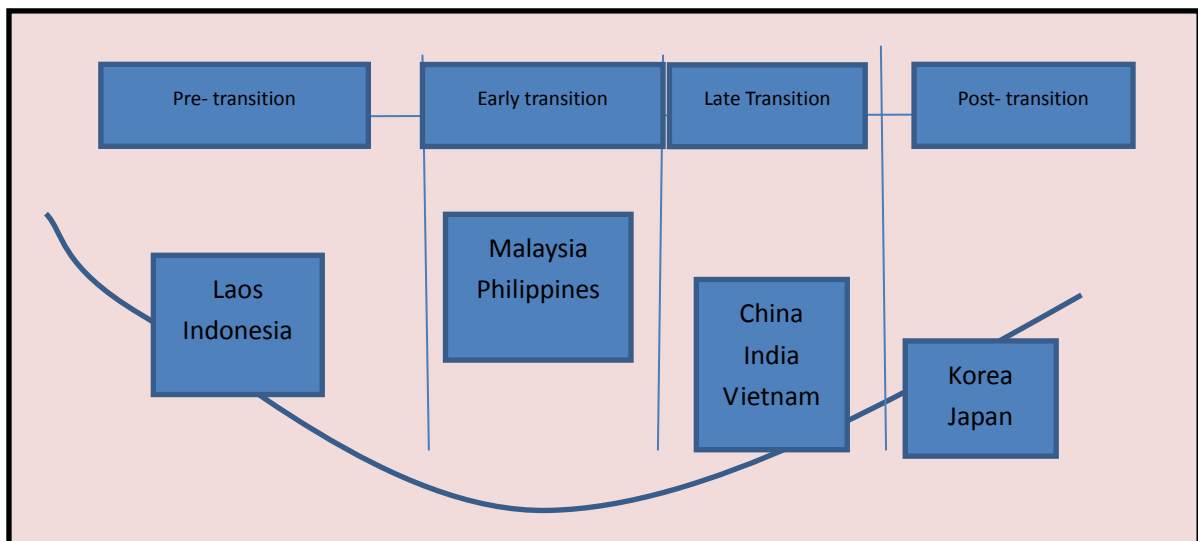 Pre- transition
Early transition
Late Transition
Post- transition
Laos
Indonesia
Malaysia
Philippines
China
India
Vietnam
Korea
Japan